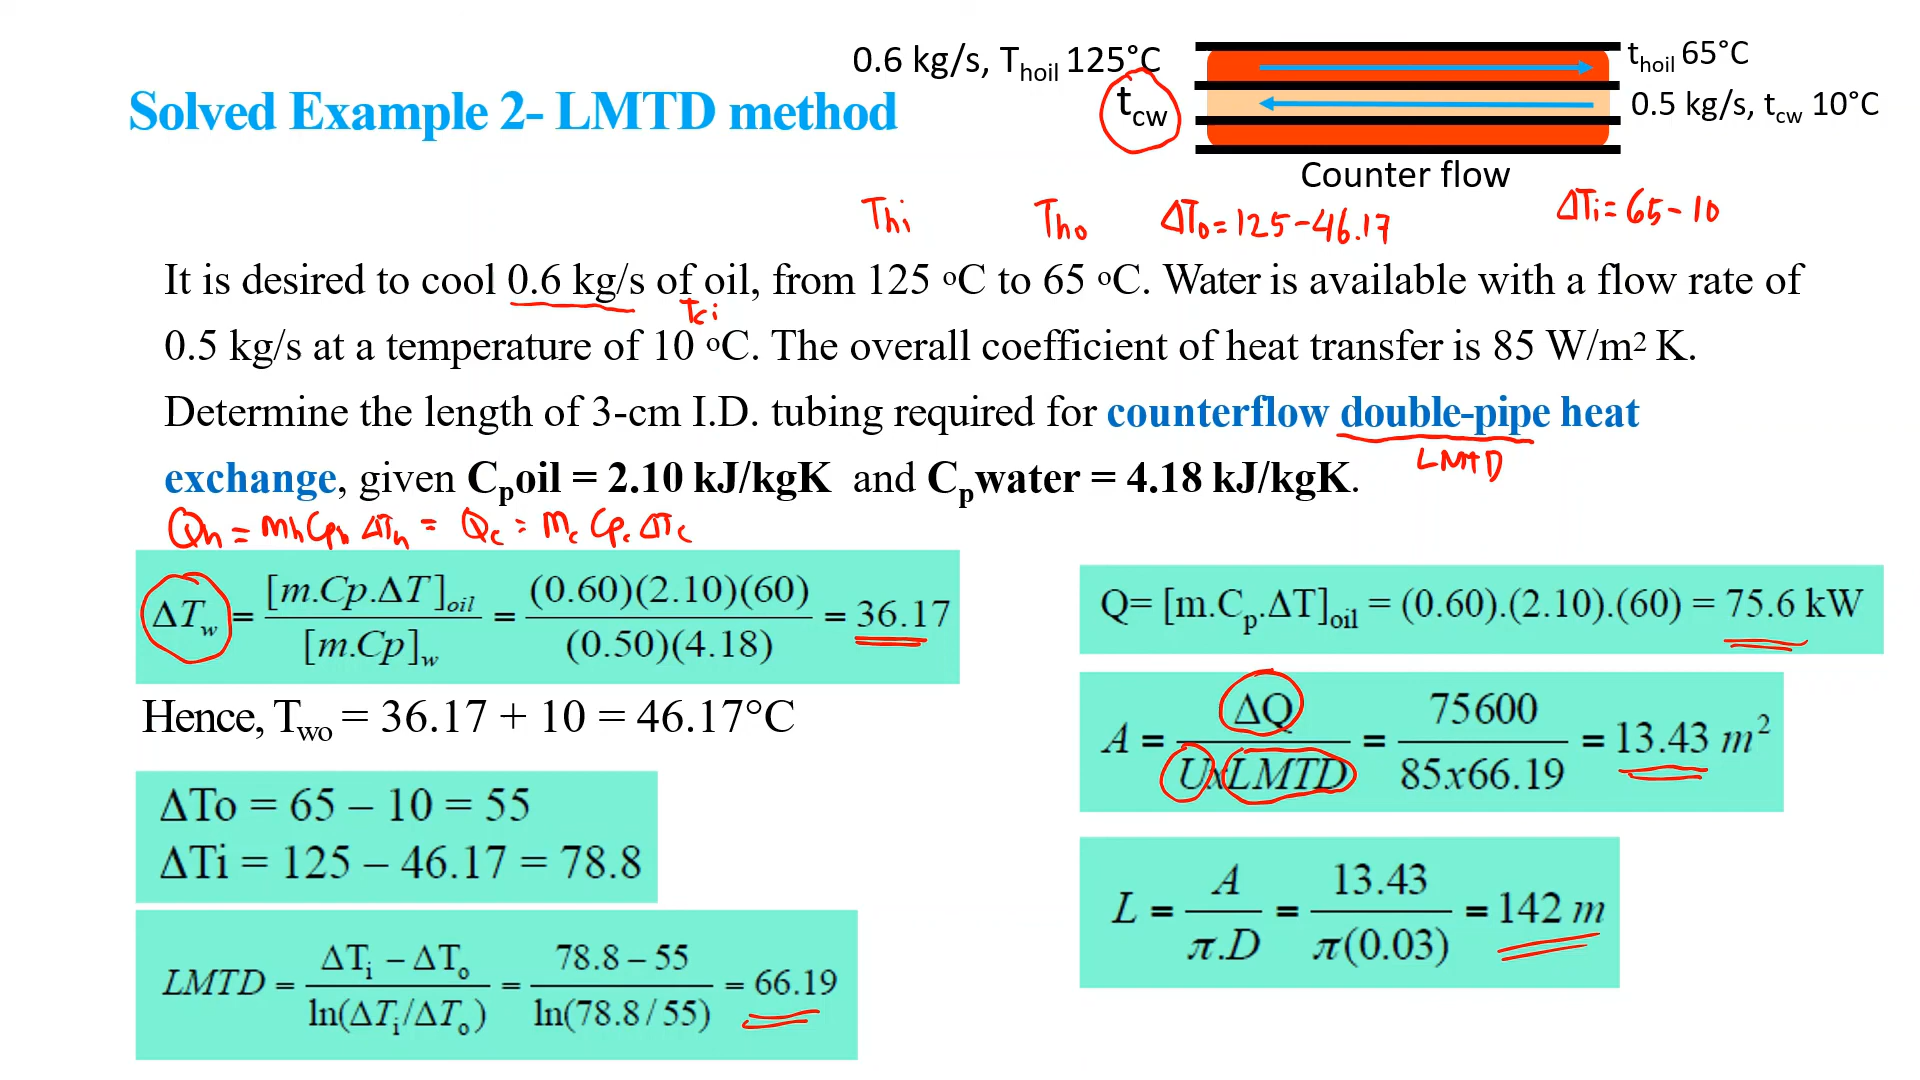 0.6 kg/s, Thoil 125°C
thoil 65°C
Solved Example 2- LMTD method
tcw
0.5 kg/s, tcw 10°C
Counter flow
Thi
Tho
ΔTo = 125 - 46.17
ΔTi = 65 - 10
It is desired to cool 0.6 kg/s of oil, from 125 oC to 65 oC. Water is available with a flow rate of
Tci
0.5 kg/s at a temperature of 10 oC. The overall coefficient of heat transfer is 85 W/m2 K.
Determine the length of 3-cm I.D. tubing required for counterflow double-pipe heat
LMTD
exchange, given Cpoil = 2.10 kJ/kgK and Cpwater = 4.18 kJ/kgK.
Qh = mh Cph ΔTh = Qc = mc Cpc ΔTc
ΔTw = [m.Cp.ΔT]oil / [m.Cp]w = (0.60)(2.10)(60) / (0.50)(4.18) = 36.17
Hence, Two = 36.17 + 10 = 46.17°C
ΔTo = 65 – 10 = 55
ΔTi = 125 – 46.17 = 78.8
LMTD = ΔTi – ΔTo / ln(ΔTi/ΔTo) = 78.8 – 55 / ln(78.8 / 55) = 66.19
Q= [m.Cp.ΔT]oil = (0.60).(2.10).(60) = 75.6 kW
A = ΔQ / UxLMTD = 75600 / 85x66.19 = 13.43 m²
L = A / π.D = 13.43 / π(0.03) = 142 m